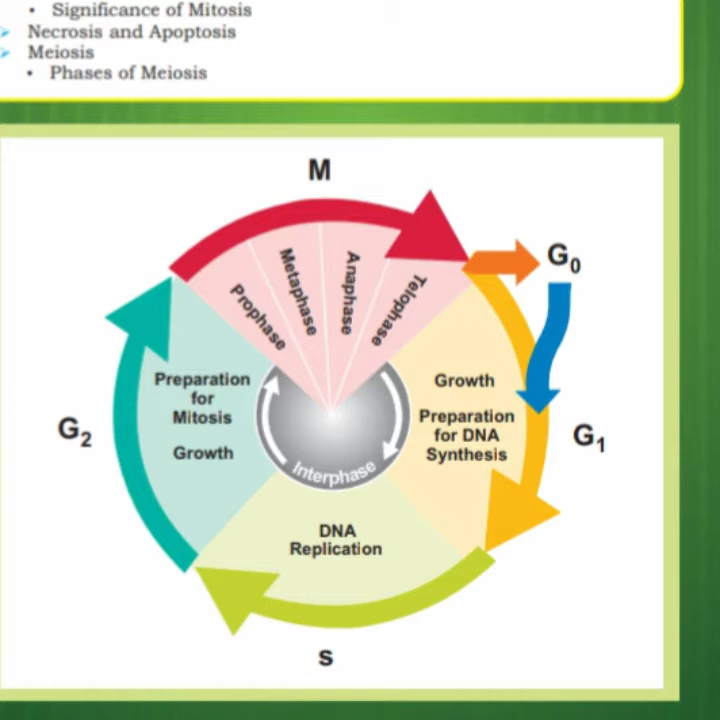 • Significance of Mitosis
Necrosis and Apoptosis
Meiosis
• Phases of Meiosis
M
G₀
Prophase
Metaphase
Anaphase
Telophase
Preparation
for
Mitosis
Growth
G₂
Growth
Preparation
for DNA
Synthesis
G₁
Interphase
DNA
Replication
S